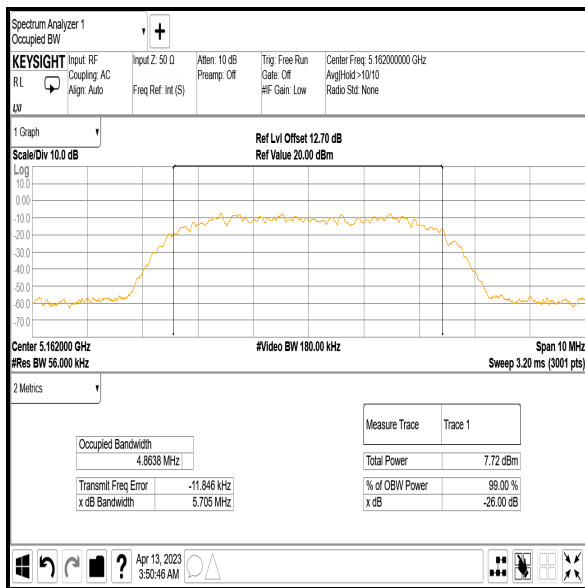 Spectrum Analyzer 1
Occupied BW
KEYSIGHT
RL
LXI
Input: RF
Coupling: AC
Align: Auto
Input Z: 50 Ω
Freq Ref: Int (S)
Atten: 10 dB
Preamp: Off
Trig: Free Run
Gate: Off
#IF Gain: Low
Center Freq: 5.162000000 GHz
Avg|Hold:>10/10
Radio Std: None
1 Graph
Scale/Div 10.0 dB
Ref Lvl Offset 12.70 dB
Ref Value 20.00 dBm
Log
10.0
0.00
-10.0
-20.0
-30.0
-40.0
-50.0
-60.0
-70.0
Center 5.162000 GHz
#Res BW 56.000 kHz
#Video BW 180.00 kHz
Span 10 MHz
Sweep 3.20 ms (3001 pts)
2 Metrics
Occupied Bandwidth
4.8638 MHz
Transmit Freq Error -11.846 kHz
x dB Bandwidth 5.705 MHz
Measure Trace Trace 1
Total Power 7.72 dBm
% of OBW Power 99.00 %
x dB -26.00 dB
?
Apr 13, 2023
3:50:46 AM